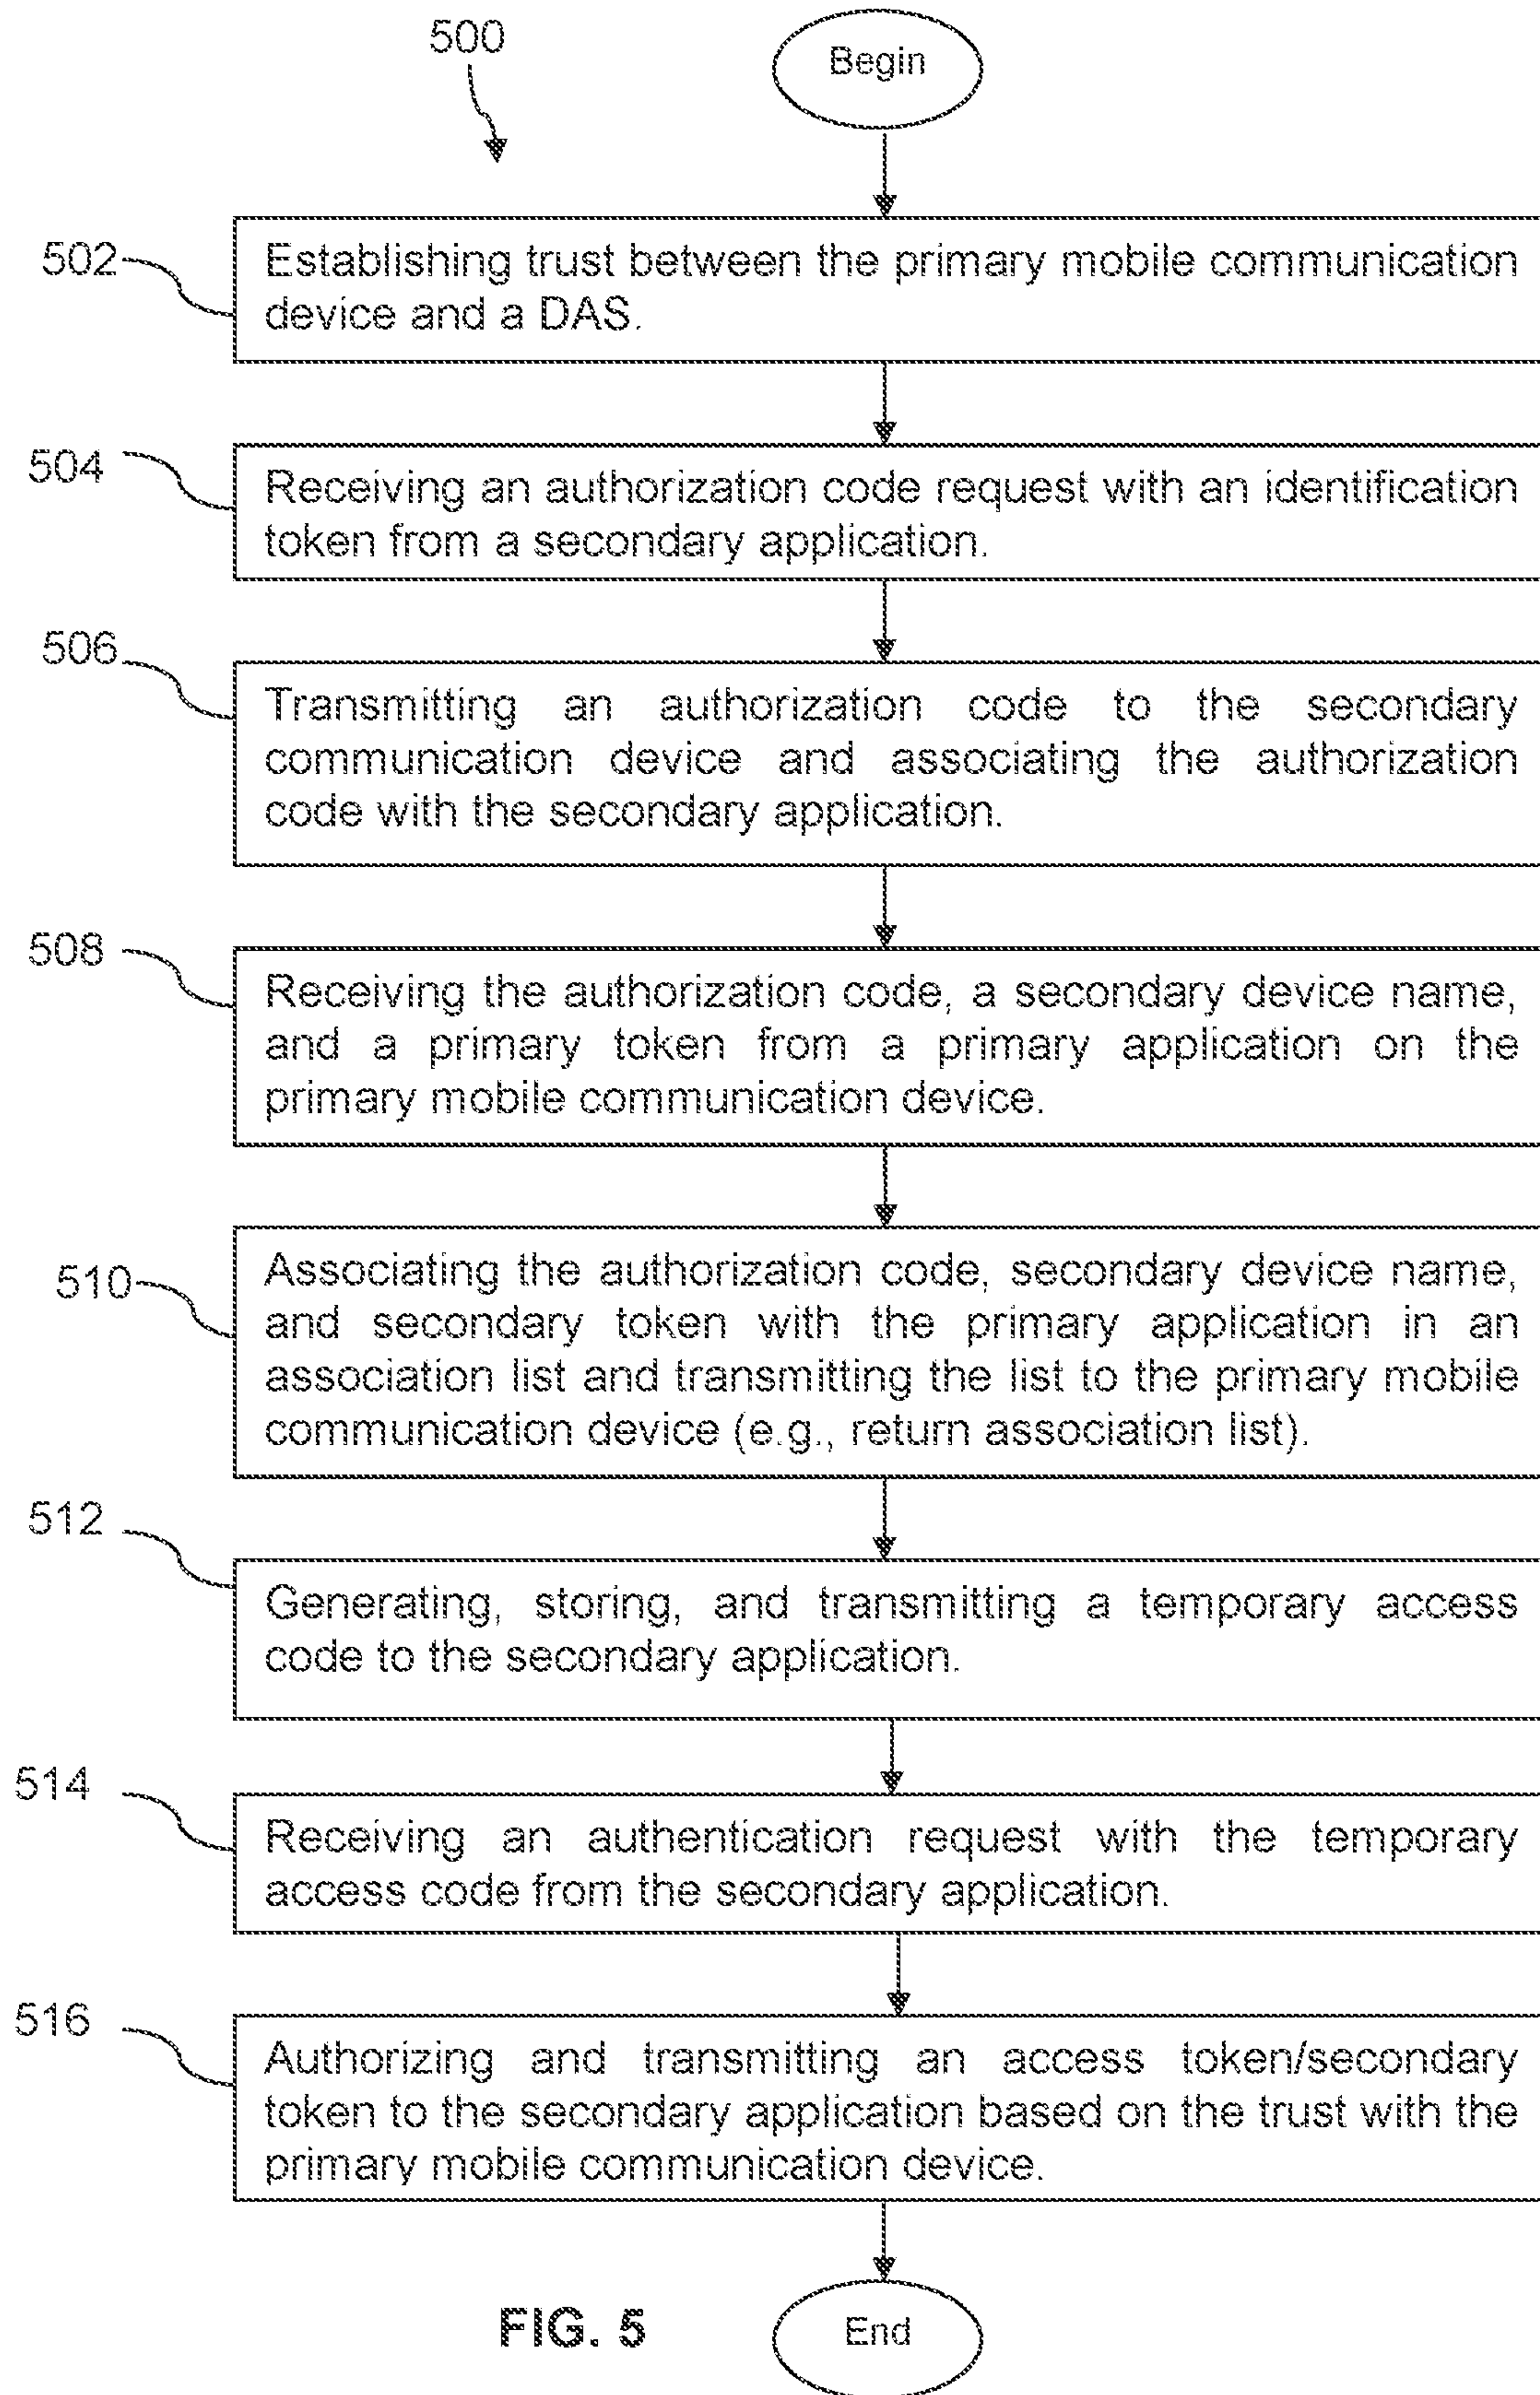 500
Begin
502
Establishing trust between the primary mobile communication
device and a DAS.
504
Receiving an authorization code request with an identification
token from a secondary application.
506
Transmitting an authorization code to the secondary
communication device and associating the authorization
code with the secondary application.
508
Receiving the authorization code, a secondary device name,
and a primary token from a primary application on the
primary mobile communication device.
510
Associating the authorization code, secondary device name,
and secondary token with the primary application in an
association list and transmitting the list to the primary mobile
communication device (e.g., return association list).
512
Generating, storing, and transmitting a temporary access
code to the secondary application.
514
Receiving an authentication request with the temporary
access code from the secondary application.
516
Authorizing and transmitting an access token/secondary
token to the secondary application based on the trust with the
primary mobile communication device.
FIG. 5
End